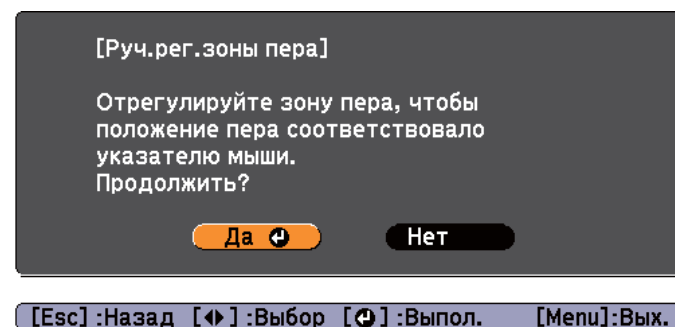 [Руч.рег.зоны пера]
Отрегулируйте зону пера, чтобы
положение пера соответствовало
указателю мыши.
Продолжить?
Да Нет
[Esc] :Назад [◆] :Выбор [⏎] :Выпол. [Menu]:Вых.